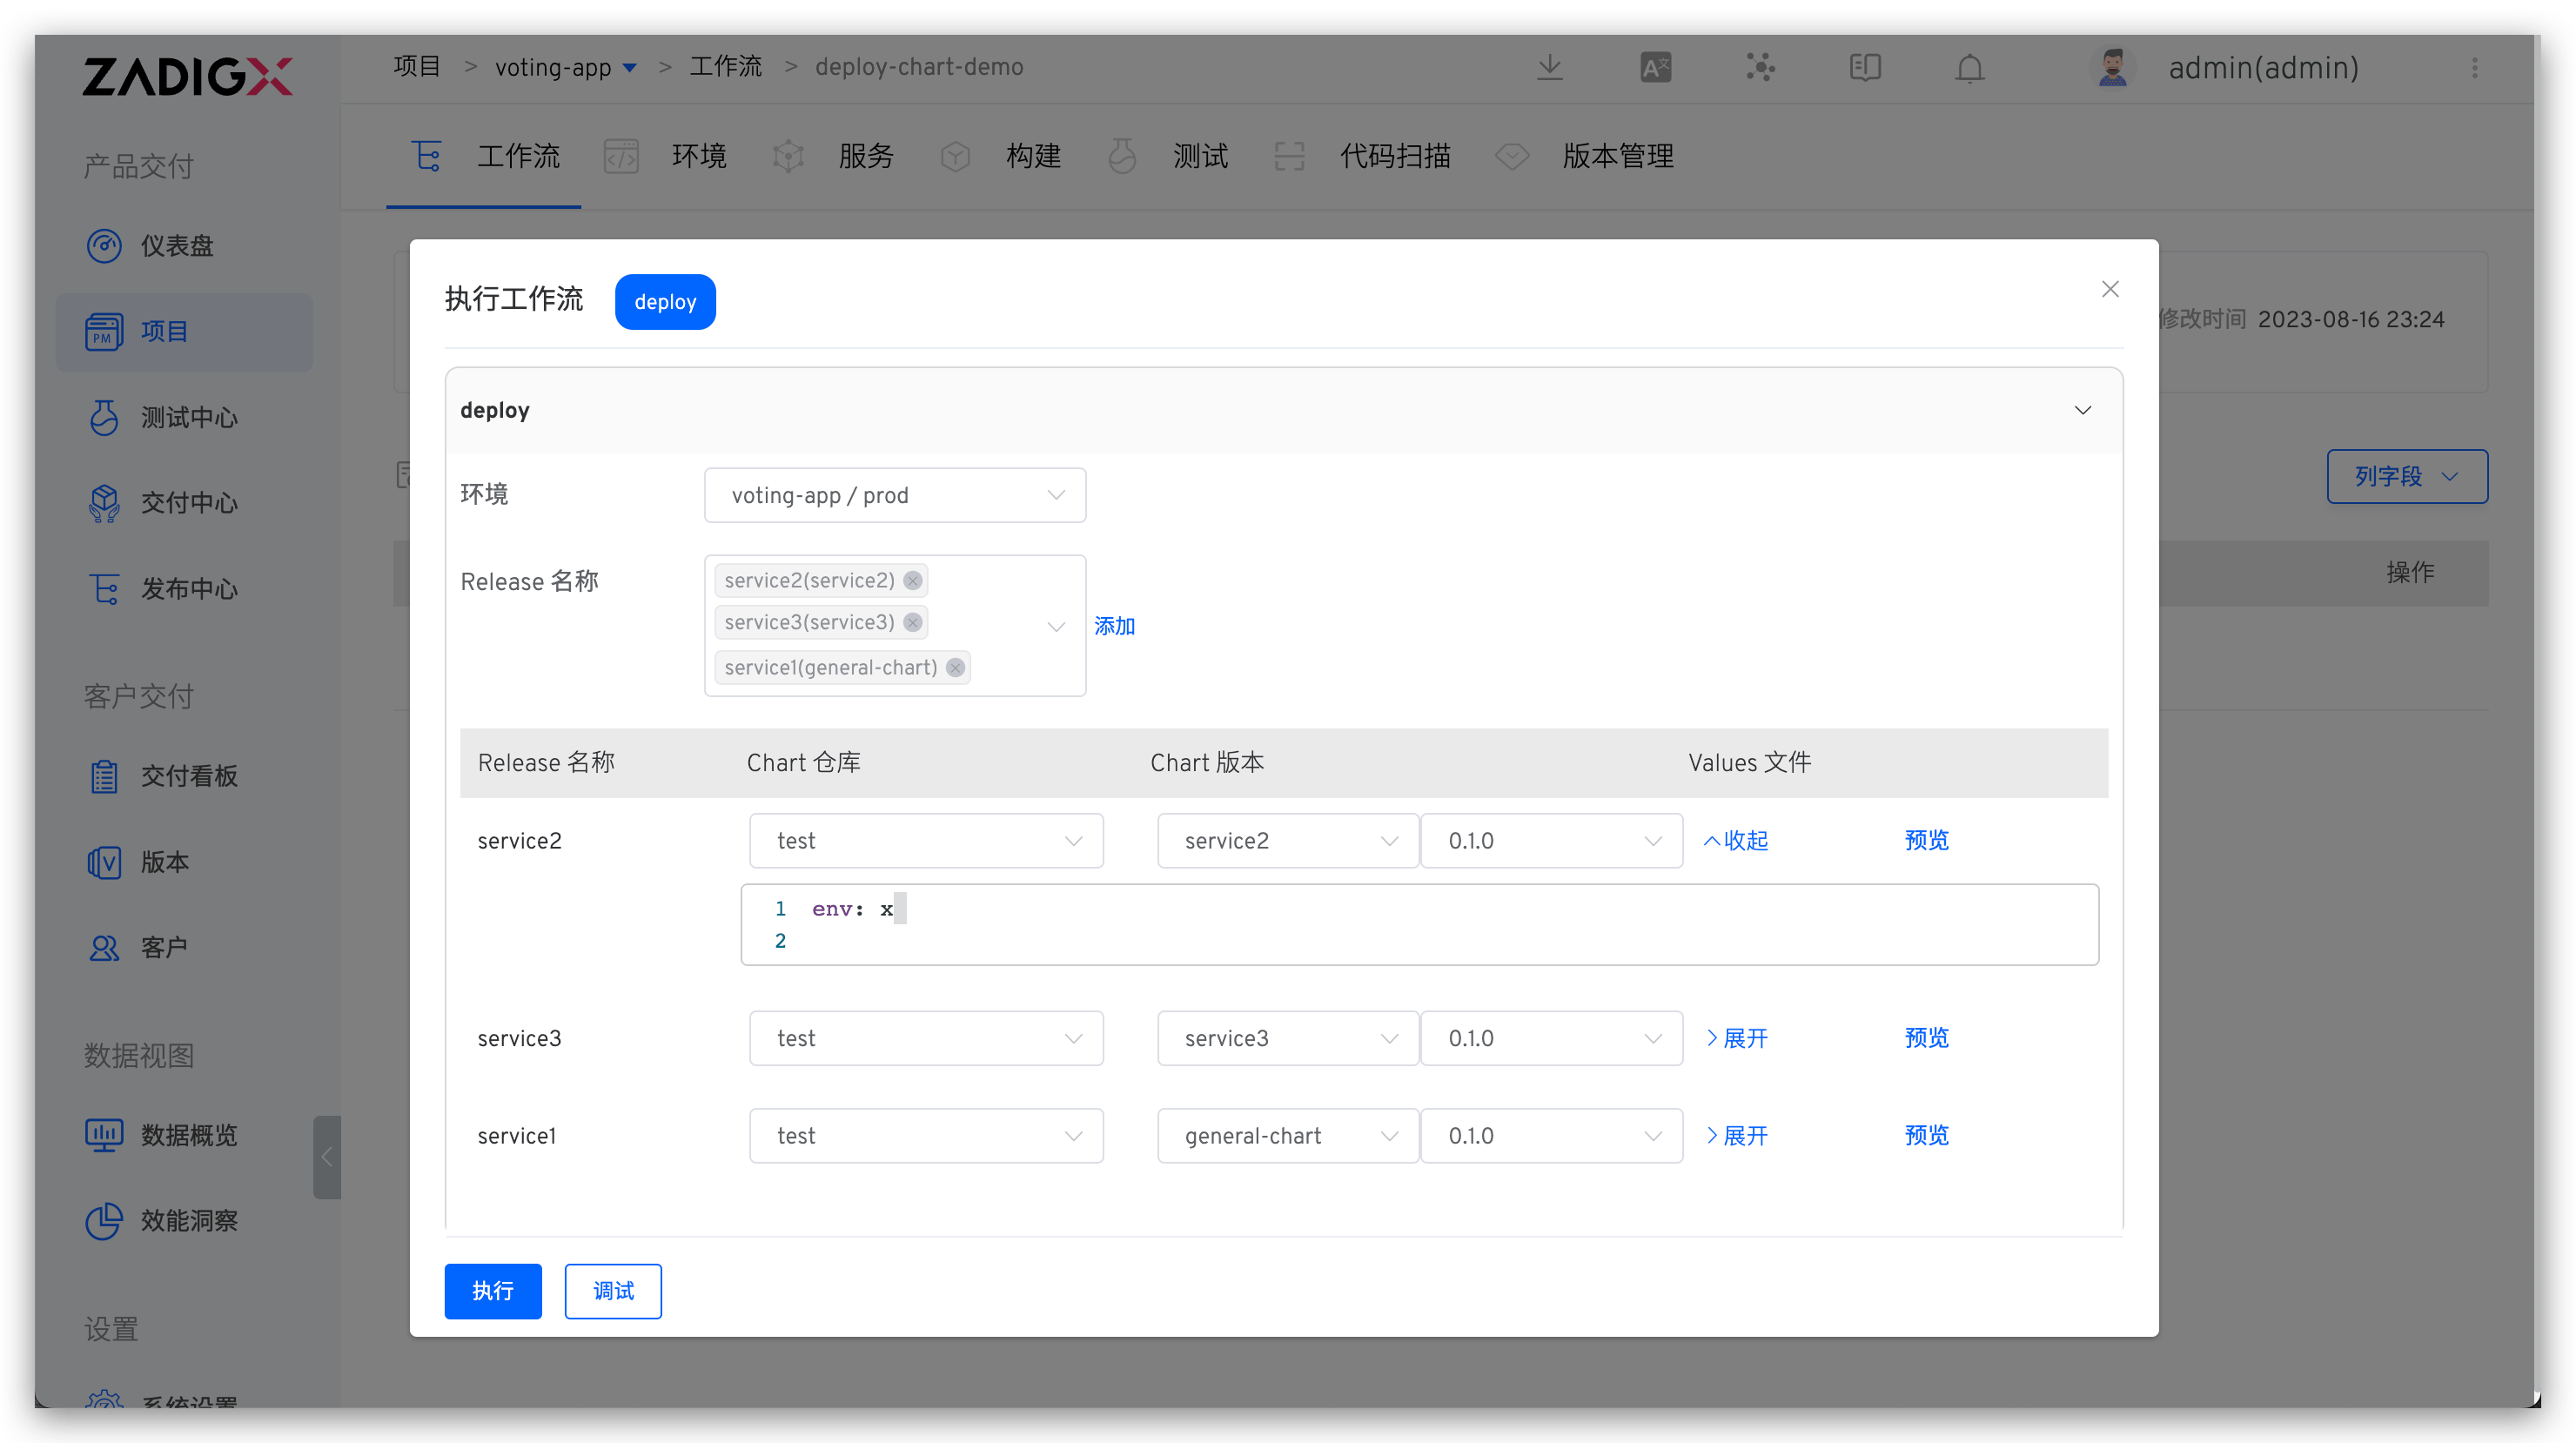 ZADIGX
项目 > voting-app > 工作流 > deploy-chart-demo
admin(admin)
产品交付
仪表盘
项目
测试中心
交付中心
发布中心
客户交付
交付看板
版本
客户
数据视图
数据概览
效能洞察
设置
系统设置
工作流 环境 服务 构建 测试 代码扫描 版本管理
修改时间 2023-08-16 23:24
列字段
操作
执行工作流 deploy
deploy
环境 voting-app / prod
Release 名称
service2(service2)
service3(service3)
service1(general-chart)
添加
Release 名称 Chart 仓库 Chart 版本 Values 文件
service2 test service2 0.1.0 收起 预览
1 env: x
2
service3 test service3 0.1.0 展开 预览
service1 test general-chart 0.1.0 展开 预览
执行 调试